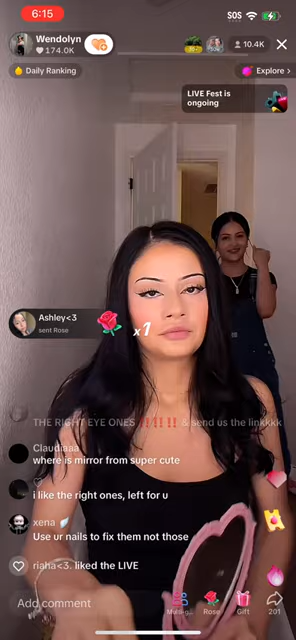 6:15
SOS
Wendolyn
174.0K
10.4K
Daily Ranking
Explore >
LIVE Fest is
ongoing
Ashley<3
sent Rose
x1
THE RIGHT EYE ONES ‼️‼️‼️ & send us the linkkkk
Claudiaaa
where is mirror from super cute
i like the right ones, left for u
xena
Use ur nails to fix them not those
riaha<3. liked the LIVE
Add comment
Rose
Gift
201